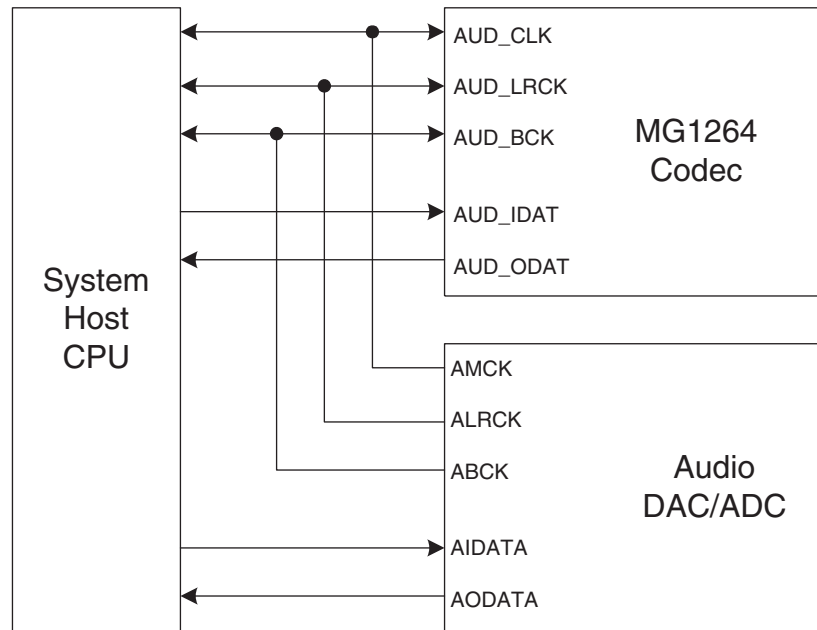 System
Host
CPU
AUD_CLK
AUD_LRCK
AUD_BCK
AUD_IDAT
AUD_ODAT
MG1264
Codec
AMCK
ALRCK
ABCK
AIDATA
AODATA
Audio
DAC/ADC